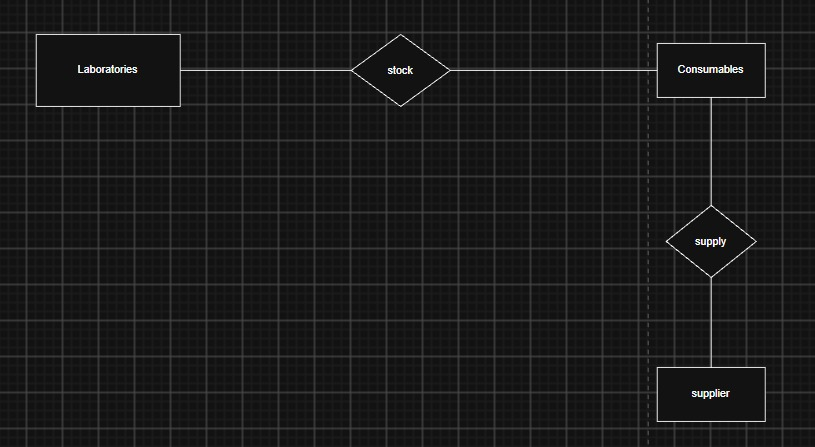 Laboratories
stock
Consumables
supply
supplier